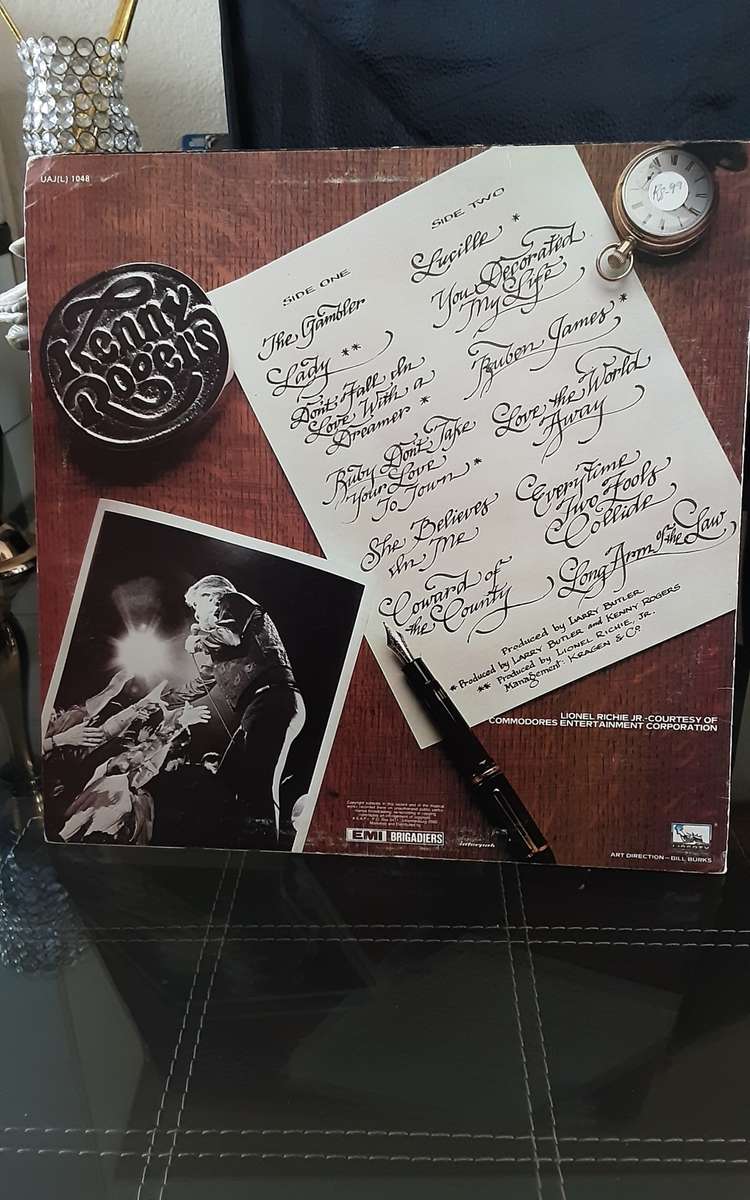 UAJ(L) 1048
Kenny
Rogers
SIDE ONE
The Gambler
Lady **
Don't Fall In
Love With a
Dreamer *
Ruby Don't Take
Your Love
To Town *
She Believes
In Me
Coward of
the County
SIDE TWO
Lucille *
You Decorated
My Life
Ruben James *
Love the World
Away
Everytime
Two Fools
Collide
Long Arm of the Law
Produced by LARRY BUTLER
* Produced by LARRY BUTLER and KENNY ROGERS
** Produced by LIONEL RICHIE, JR.
Management: KRAGEN & Co
LIONEL RICHIE JR.-COURTESY OF
COMMODORES ENTERTAINMENT CORPORATION
EMI BRIGADIERS
interpak
LIBERTY
ART DIRECTION—BILL BURKS